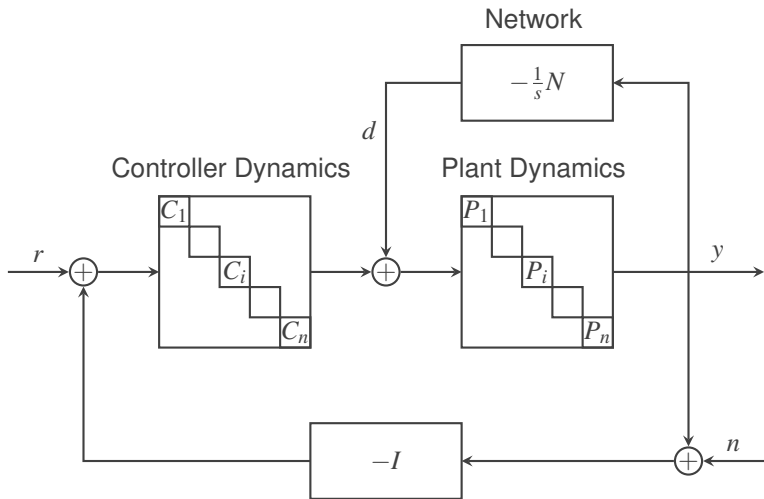 Network
−1/s N
d
Controller Dynamics
Plant Dynamics
C1
P1
r
+
Ci
+
Pi
y
Cn
Pn
−I
+
n